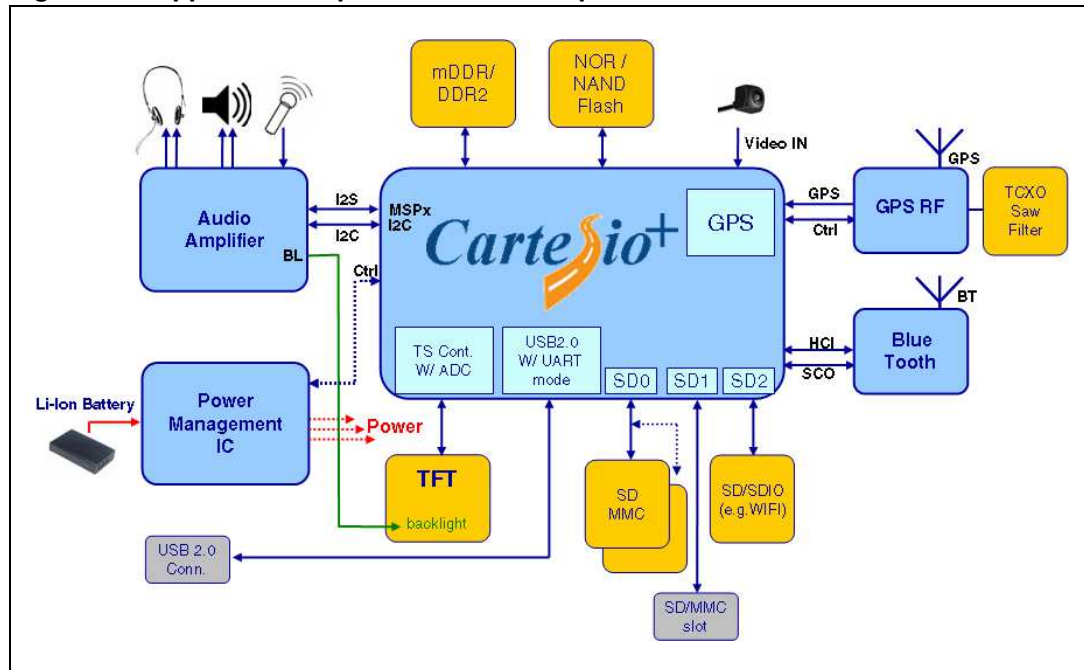 mDDR/
DDR2
NOR /
NAND
Flash
Video IN
GPS
Audio
Amplifier
BL
I2S
I2C
MSPx
I2C
Ctrl
Cartesio+
GPS
GPS
Ctrl
GPS RF
TCXO
Saw
Filter
BT
HCI
SCO
Blue
Tooth
TS Cont.
W/ ADC
USB2.0
W/ UART
mode
SD0
SD1
SD2
Li-Ion Battery
Power
Management
IC
Power
TFT
backlight
SD
MMC
SD/SDIO
(e.g.WIFI)
USB 2.0
Conn.
SD/MMC
slot